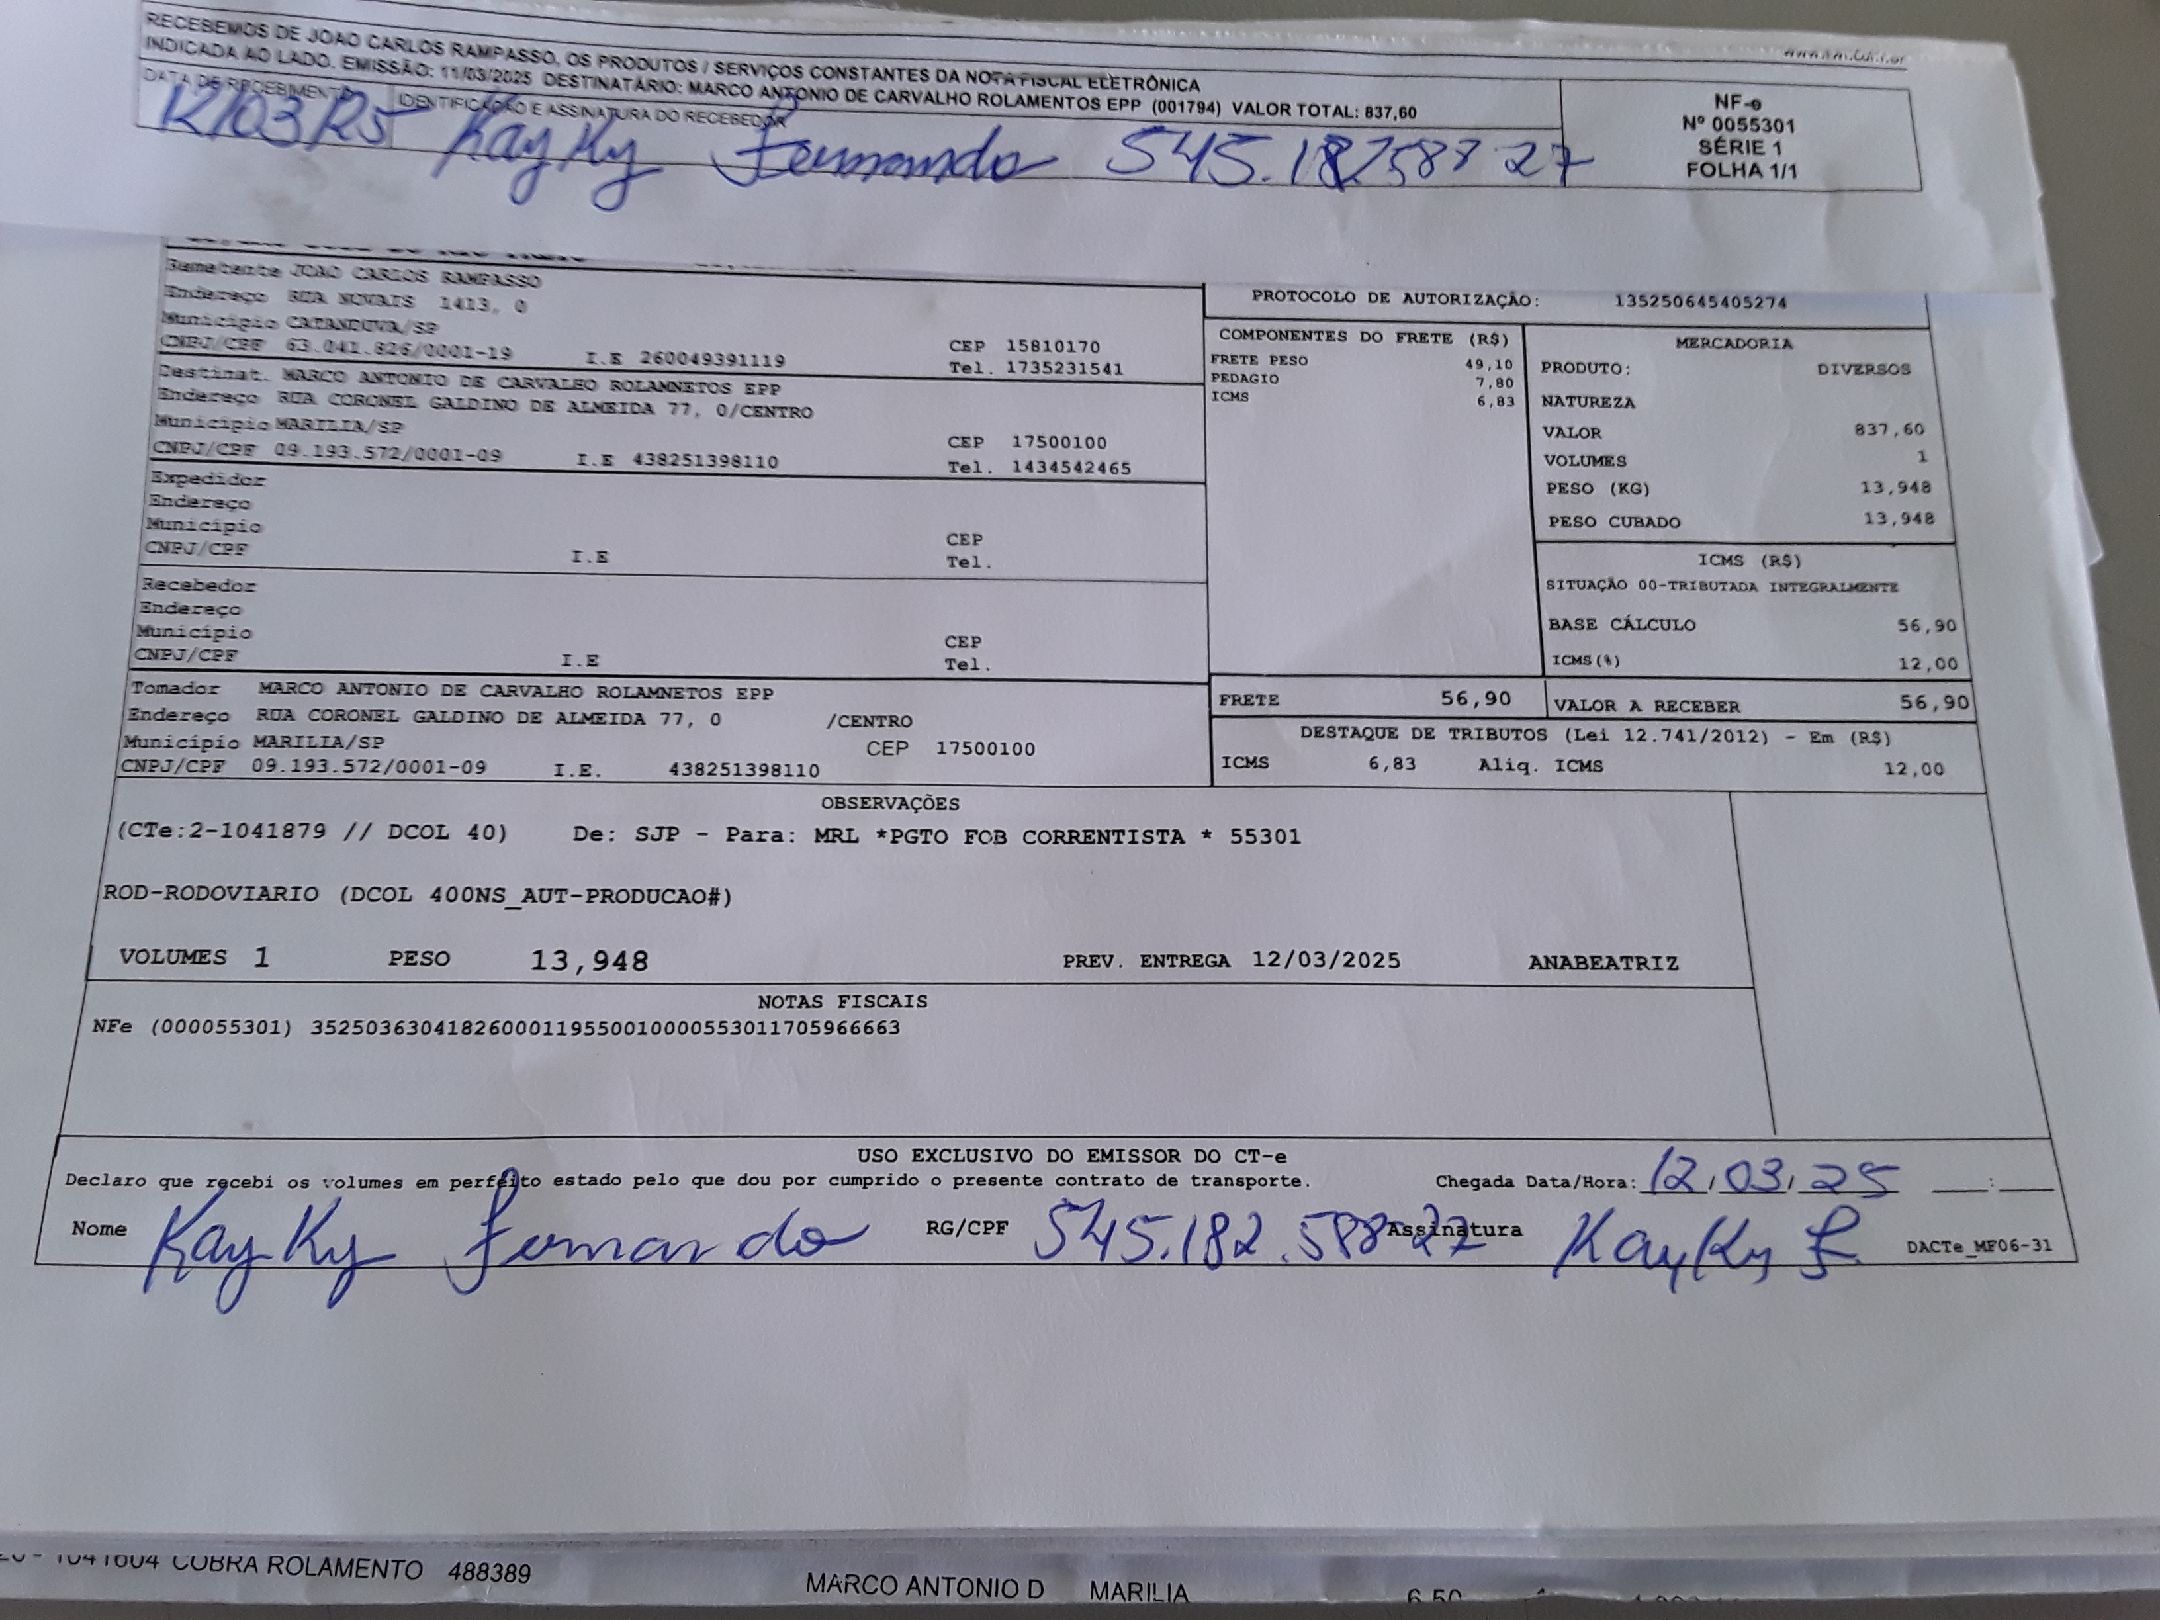 RECEBEMOS DE JOAO CARLOS RAMPASSO, OS PRODUTOS / SERVIÇOS CONSTANTES DA NOTA FISCAL ELETRÔNICA
INDICADA AO LADO. EMISSÃO: 11/03/2025 DESTINATÁRIO: MARCO ANTONIO DE CARVALHO ROLAMENTOS EPP (001794) VALOR TOTAL: 837,60
DATA DE RECEBIMENTO IDENTIFICAÇÃO E ASSINATURA DO RECEBEDOR
12/03/25 Kayky Fernando 545.182588 27
NF-e
Nº 0055301
SÉRIE 1
FOLHA 1/1
Remetente JOAO CARLOS RAMPASSO
Endereço RUA NOVAIS 1413, 0
Município CATANDUVA/SP
CEP 15810170
CNPJ/CPF 63.041.826/0001-19 I.E 260049391119 Tel. 1735231541
Destinat. MARCO ANTONIO DE CARVALHO ROLAMNETOS EPP
Endereço RUA CORONEL GALDINO DE ALMEIDA 77, 0/CENTRO
Município MARILIA/SP CEP 17500100
CNPJ/CPF 09.193.572/0001-09 I.E 438251398110 Tel. 1434542465
Expedidor
Endereço
Município CEP
CNPJ/CPF I.E Tel.
Recebedor
Endereço
Município CEP
CNPJ/CPF I.E Tel.
Tomador MARCO ANTONIO DE CARVALHO ROLAMNETOS EPP
Endereço RUA CORONEL GALDINO DE ALMEIDA 77, 0 /CENTRO
Município MARILIA/SP CEP 17500100
CNPJ/CPF 09.193.572/0001-09 I.E. 438251398110
PROTOCOLO DE AUTORIZAÇÃO: 135250645405274
COMPONENTES DO FRETE (R$)
FRETE PESO 49,10
PEDAGIO 7,80
ICMS 6,83
MERCADORIA
PRODUTO: DIVERSOS
NATUREZA
VALOR 837,60
VOLUMES 1
PESO (KG) 13,948
PESO CUBADO 13,948
ICMS (R$)
SITUAÇÃO 00-TRIBUTADA INTEGRALMENTE
BASE CÁLCULO 56,90
ICMS(%) 12,00
FRETE 56,90 VALOR A RECEBER 56,90
DESTAQUE DE TRIBUTOS (Lei 12.741/2012) - Em (R$)
ICMS 6,83 Aliq. ICMS 12,00
OBSERVAÇÕES
(CTe:2-1041879 // DCOL 40) De: SJP - Para: MRL *PGTO FOB CORRENTISTA * 55301
ROD-RODOVIARIO (DCOL 400NS_AUT-PRODUCAO#)
VOLUMES 1 PESO 13,948 PREV. ENTREGA 12/03/2025 ANABEATRIZ
NOTAS FISCAIS
NFe (000055301) 35250363041826000119550010000553011705966663
USO EXCLUSIVO DO EMISSOR DO CT-e
Declaro que recebi os volumes em perfeito estado pelo que dou por cumprido o presente contrato de transporte. Chegada Data/Hora: 12/03/25 __:__
Nome Kayky Fernando RG/CPF 545.182.588-27 Assinatura Kayky F DACTe_MF06-31
1041604 COBRA ROLAMENTO 488389 MARCO ANTONIO D MARILIA 6,50